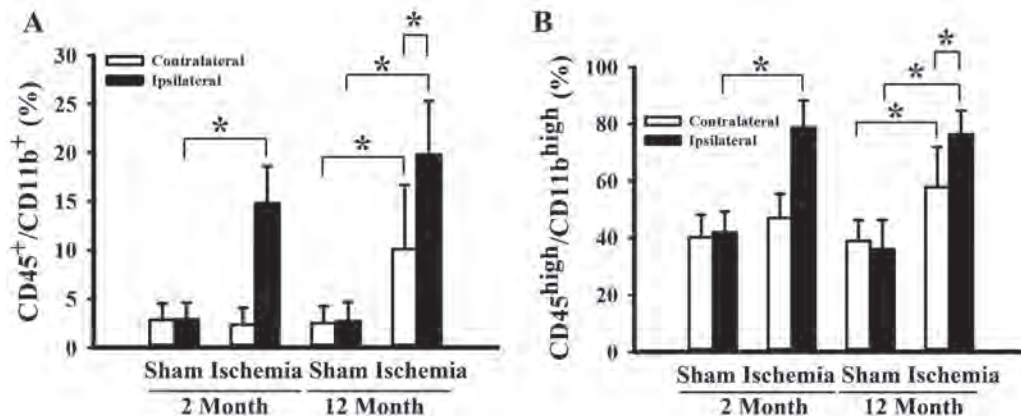 A
CD45+/CD11b+ (%)
30
25
20
15
10
5
0
Contralateral
Ipsilateral
*
*
*
*
Sham Ischemia Sham Ischemia
2 Month 12 Month
B
CD45high/CD11bhigh (%)
100
80
60
40
20
0
Contralateral
Ipsilateral
*
*
*
*
Sham Ischemia Sham Ischemia
2 Month 12 Month